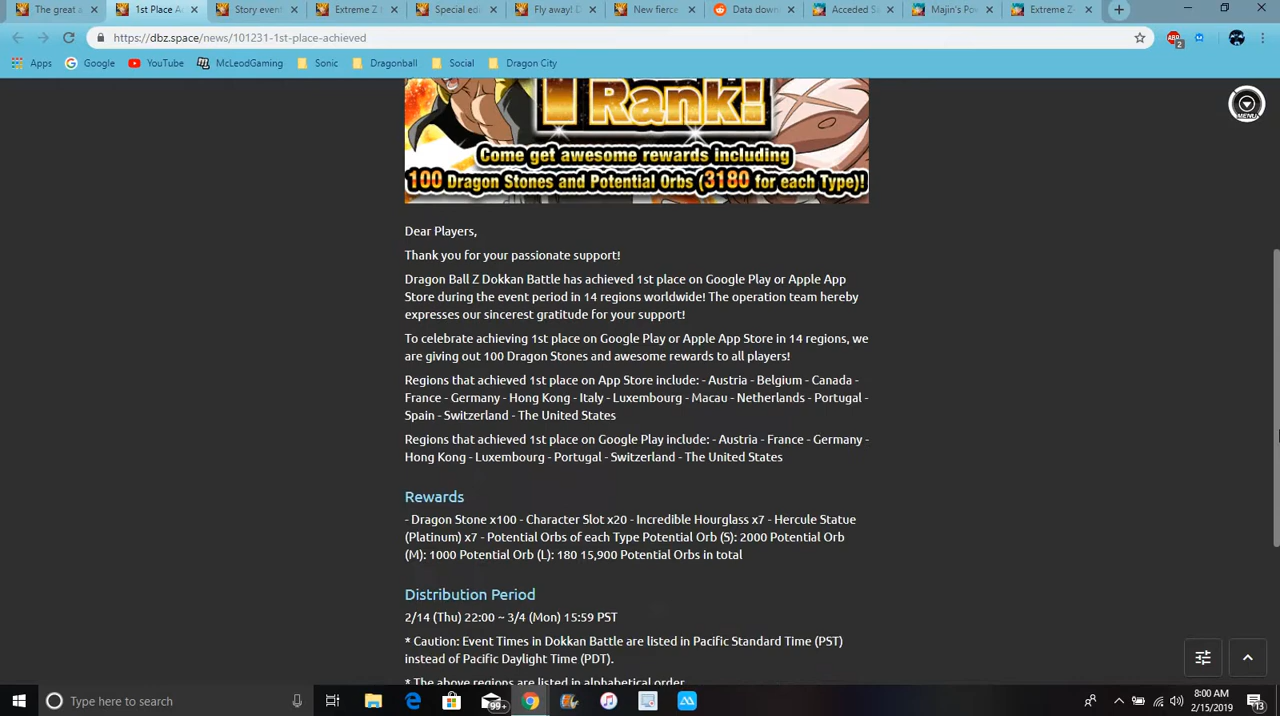 The great a
1st Place A
Story event
Extreme Z
Special edi
Fly away! D
New fierce
Data down
Acceded S
Majin's Pow
Extreme Z-
https://dbz.space/news/101231-1st-place-achieved
ABP
2
Apps
Google
YouTube
McLeodGaming
Sonic
Dragonball
Social
Dragon City
1 Rank!
Come get awesome rewards including
100 Dragon Stones and Potential Orbs (3180 for each Type)!
MENU
Dear Players,
Thank you for your passionate support!
Dragon Ball Z Dokkan Battle has achieved 1st place on Google Play or Apple App
Store during the event period in 14 regions worldwide! The operation team hereby
expresses our sincerest gratitude for your support!
To celebrate achieving 1st place on Google Play or Apple App Store in 14 regions, we
are giving out 100 Dragon Stones and awesome rewards to all players!
Regions that achieved 1st place on App Store include: - Austria - Belgium - Canada -
France - Germany - Hong Kong - Italy - Luxembourg - Macau - Netherlands - Portugal -
Spain - Switzerland - The United States
Regions that achieved 1st place on Google Play include: - Austria - France - Germany -
Hong Kong - Luxembourg - Portugal - Switzerland - The United States
Rewards
- Dragon Stone x100 - Character Slot x20 - Incredible Hourglass x7 - Hercule Statue
(Platinum) x7 - Potential Orbs of each Type Potential Orb (S): 2000 Potential Orb
(M): 1000 Potential Orb (L): 180 15,900 Potential Orbs in total
Distribution Period
2/14 (Thu) 22:00 ~ 3/4 (Mon) 15:59 PST
* Caution: Event Times in Dokkan Battle are listed in Pacific Standard Time (PST)
instead of Pacific Daylight Time (PDT).
* The above regions are listed in alphabetical order
Type here to search
99+
8:00 AM
2/15/2019
13